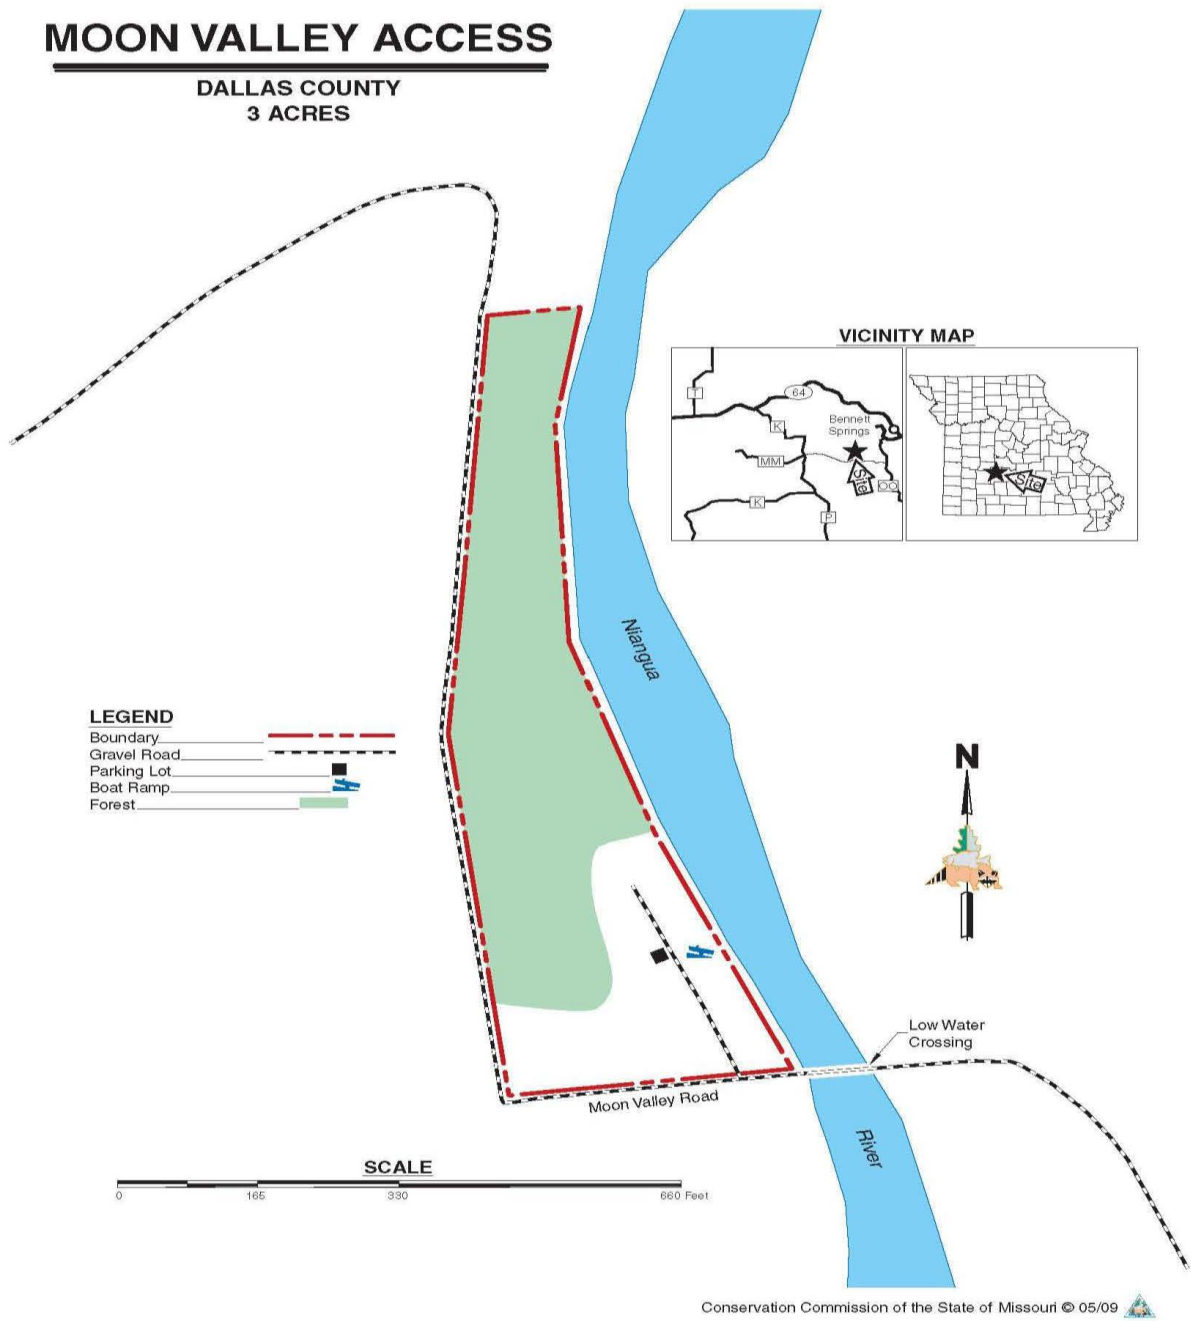 MOON VALLEY ACCESS
DALLAS COUNTY
3 ACRES
VICINITY MAP
T
64
K
Bennett
Springs
MM
Site
OO
K
P
Site
Niangua
LEGEND
Boundary
Gravel Road
Parking Lot
Boat Ramp
Forest
N
Low Water
Crossing
Moon Valley Road
River
SCALE
0 165 330 660 Feet
Conservation Commission of the State of Missouri © 05/09